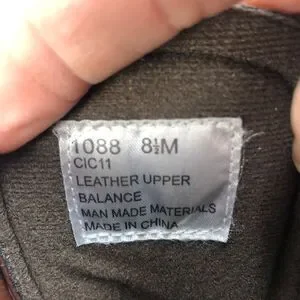 1088 8½M
CIC11
LEATHER UPPER
BALANCE
MAN MADE MATERIALS
MADE IN CHINA